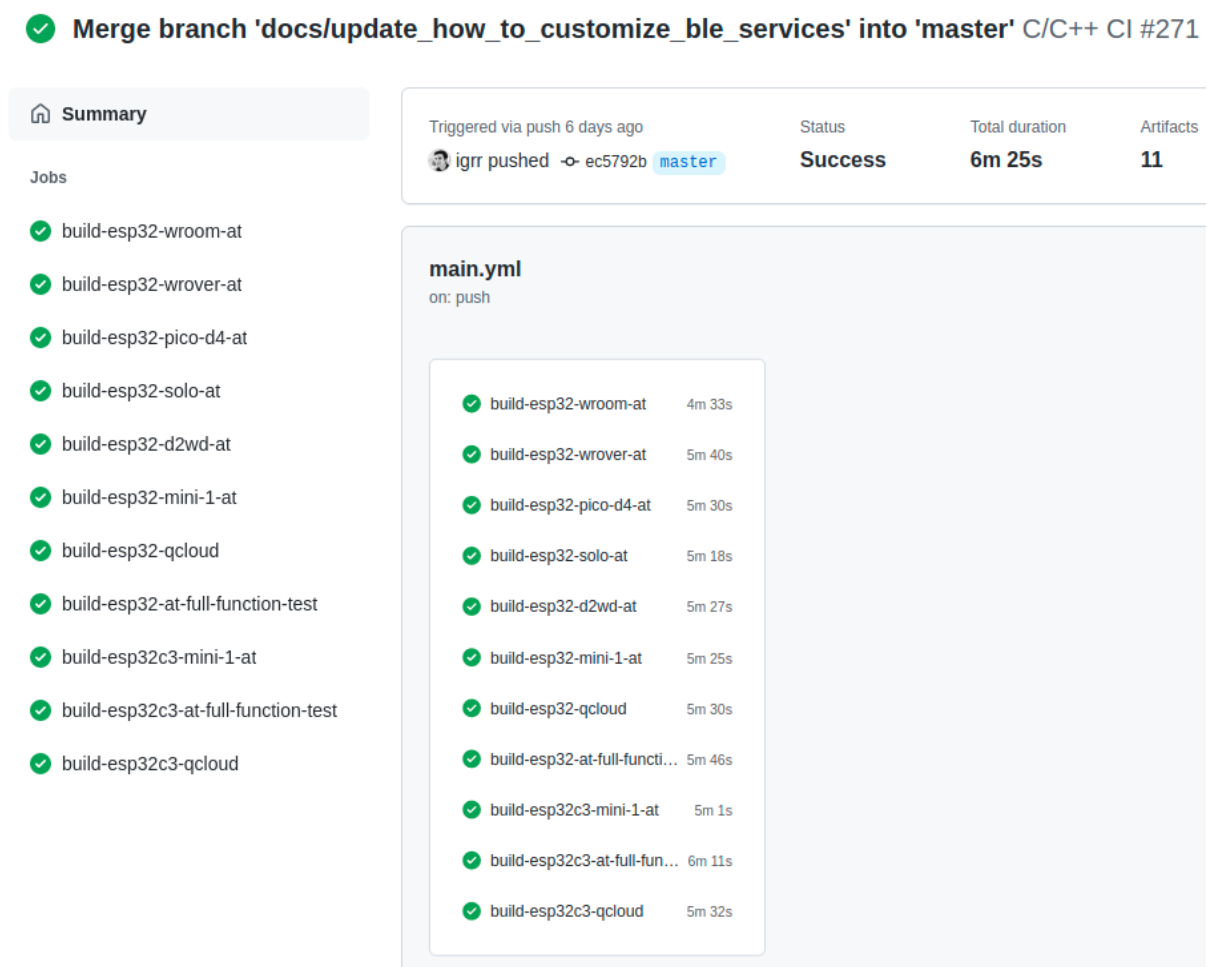 Merge branch 'docs/update_how_to_customize_ble_services' into 'master' C/C++ CI #271
Summary
Jobs
build-esp32-wroom-at
build-esp32-wrover-at
build-esp32-pico-d4-at
build-esp32-solo-at
build-esp32-d2wd-at
build-esp32-mini-1-at
build-esp32-qcloud
build-esp32-at-full-function-test
build-esp32c3-mini-1-at
build-esp32c3-at-full-function-test
build-esp32c3-qcloud
Triggered via push 6 days ago
igrr pushed ec5792b master
Status
Success
Total duration
6m 25s
Artifacts
11
main.yml
on: push
build-esp32-wroom-at 4m 33s
build-esp32-wrover-at 5m 40s
build-esp32-pico-d4-at 5m 30s
build-esp32-solo-at 5m 18s
build-esp32-d2wd-at 5m 27s
build-esp32-mini-1-at 5m 25s
build-esp32-qcloud 5m 30s
build-esp32-at-full-functi... 5m 46s
build-esp32c3-mini-1-at 5m 1s
build-esp32c3-at-full-fun... 6m 11s
build-esp32c3-qcloud 5m 32s